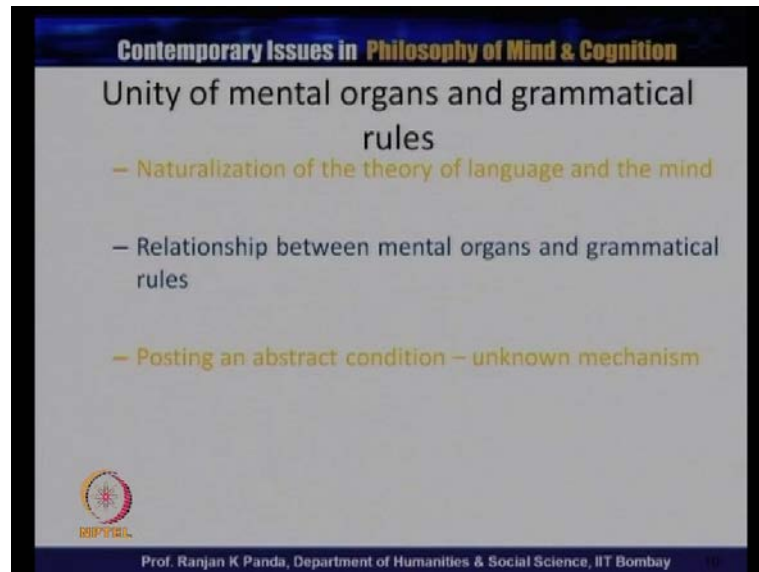 Contemporary Issues in Philosophy of Mind & Cognition
Unity of mental organs and grammatical
rules
– Naturalization of the theory of language and the mind
– Relationship between mental organs and grammatical
rules
– Posting an abstract condition – unknown mechanism
NPTEL
Prof. Ranjan K Panda, Department of Humanities & Social Science, IIT Bombay